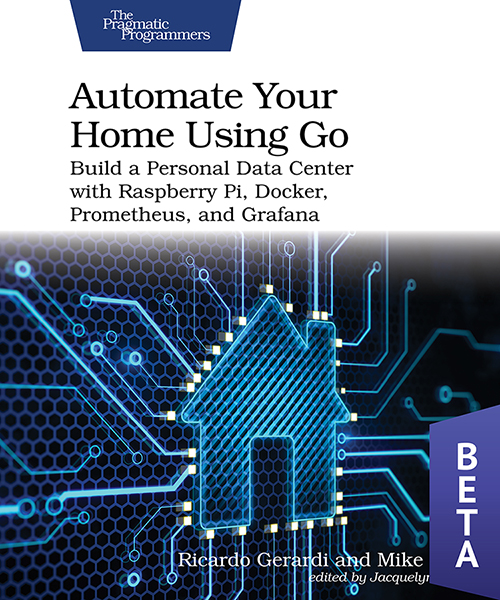 The
Pragmatic
Programmers
Automate Your
Home Using Go
Build a Personal Data Center
with Raspberry Pi, Docker,
Prometheus, and Grafana
BETA
Ricardo Gerardi and Mike
edited by